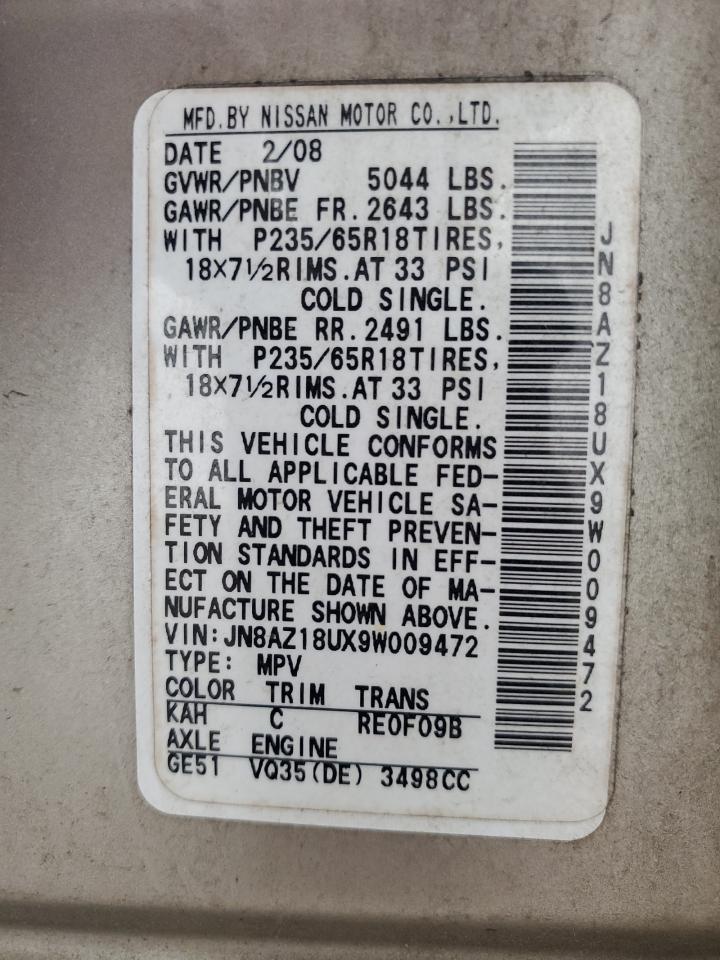 MFD.BY NISSAN MOTOR CO.,LTD.
DATE 2/08
GVWR/PNBV 5044 LBS.
GAWR/PNBE FR.2643 LBS.
WITH P235/65R18TIRES,
18X7½RIMS.AT 33 PSI
COLD SINGLE.
GAWR/PNBE RR.2491 LBS.
WITH P235/65R18TIRES,
18X7½RIMS.AT 33 PSI
COLD SINGLE.
THIS VEHICLE CONFORMS
TO ALL APPLICABLE FED-
ERAL MOTOR VEHICLE SA-
FETY AND THEFT PREVEN-
TION STANDARDS IN EFF-
ECT ON THE DATE OF MA-
NUFACTURE SHOWN ABOVE.
VIN:JN8AZ18UX9W009472
TYPE: MPV
COLOR TRIM TRANS
KAH C RE0F09B
AXLE ENGINE
GE51 VQ35(DE) 3498CC
JN8AZ18UX9W009472